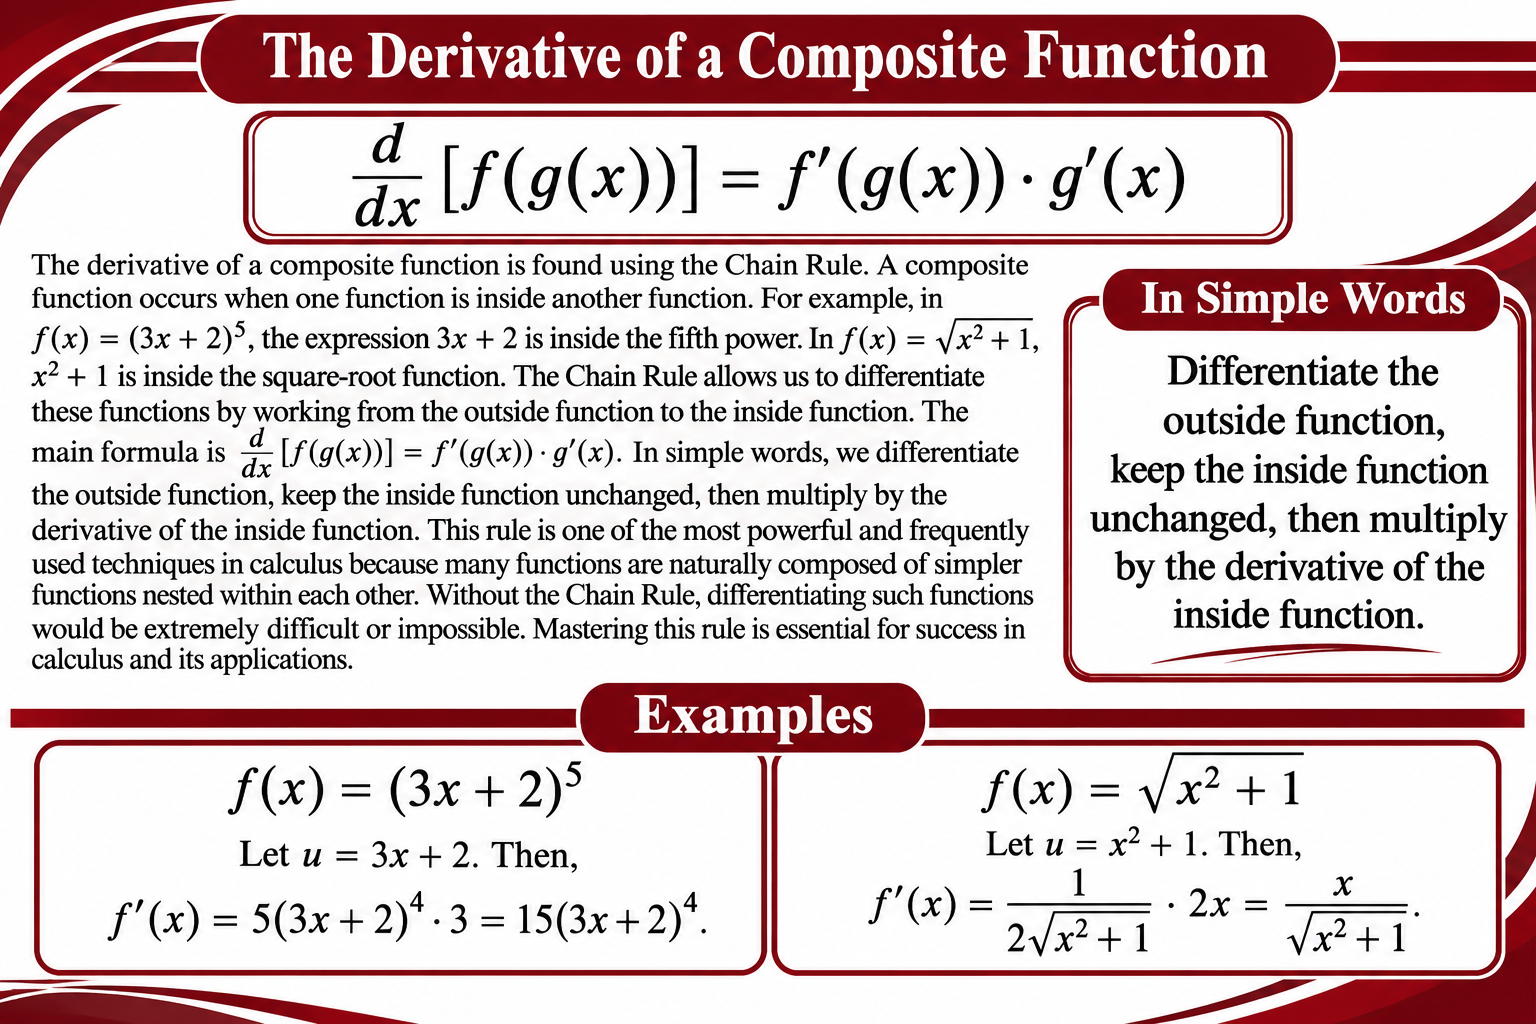 The Derivative of a Composite Function
d/dx [f(g(x))] = f′(g(x)) · g′(x)
The derivative of a composite function is found using the Chain Rule. A composite
function occurs when one function is inside another function. For example, in
f(x) = (3x + 2)⁵, the expression 3x + 2 is inside the fifth power. In f(x) = √(x² + 1),
x² + 1 is inside the square-root function. The Chain Rule allows us to differentiate
these functions by working from the outside function to the inside function. The
main formula is d/dx [f(g(x))] = f′(g(x)) · g′(x). In simple words, we differentiate
the outside function, keep the inside function unchanged, then multiply by the
derivative of the inside function. This rule is one of the most powerful and frequently
used techniques in calculus because many functions are naturally composed of simpler
functions nested within each other. Without the Chain Rule, differentiating such functions
would be extremely difficult or impossible. Mastering this rule is essential for success in
calculus and its applications.
In Simple Words
Differentiate the
outside function,
keep the inside function
unchanged, then multiply
by the derivative of the
inside function.
Examples
f(x) = (3x + 2)⁵
Let u = 3x + 2. Then,
f′(x) = 5(3x + 2)⁴ · 3 = 15(3x + 2)⁴.
f(x) = √(x² + 1)
Let u = x² + 1. Then,
f′(x) = 1/(2√(x² + 1)) · 2x = x/√(x² + 1).